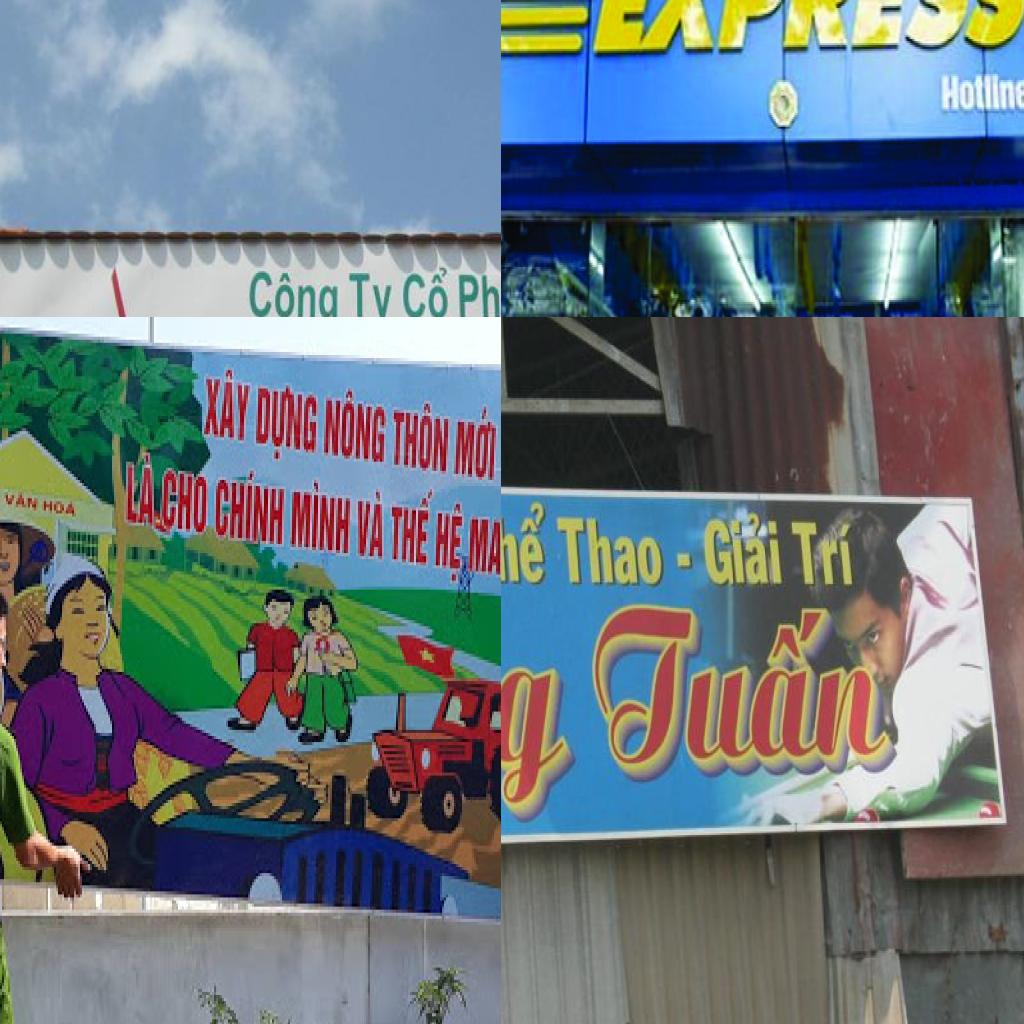 EXPRESS
Hotline
Công Ty Cổ Ph
XÂY DỰNG NÔNG THÔN MỚI
LÀ CHO CHÍNH MÌNH VÀ THẾ HỆ MA
VĂN HOÁ
hể Thao - Giải Trí
g Tuấn